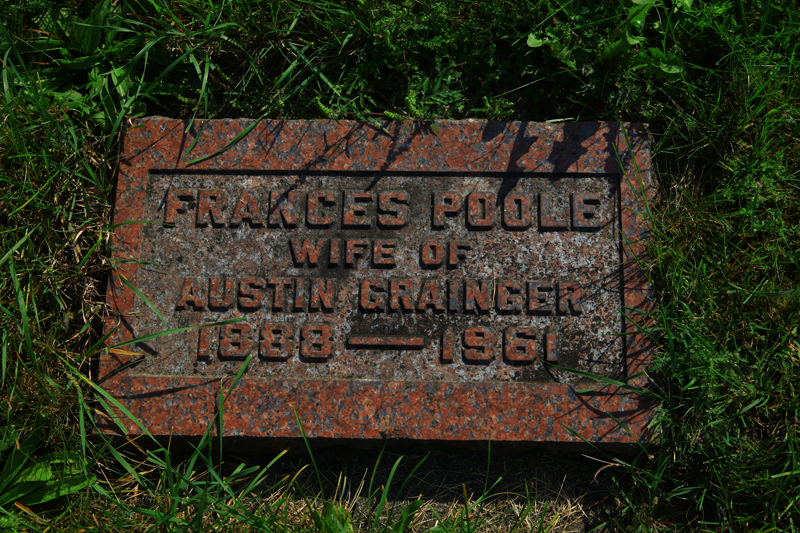 FRANCES POOLE
WIFE OF
AUSTIN GRAINGER
1888 — 1961